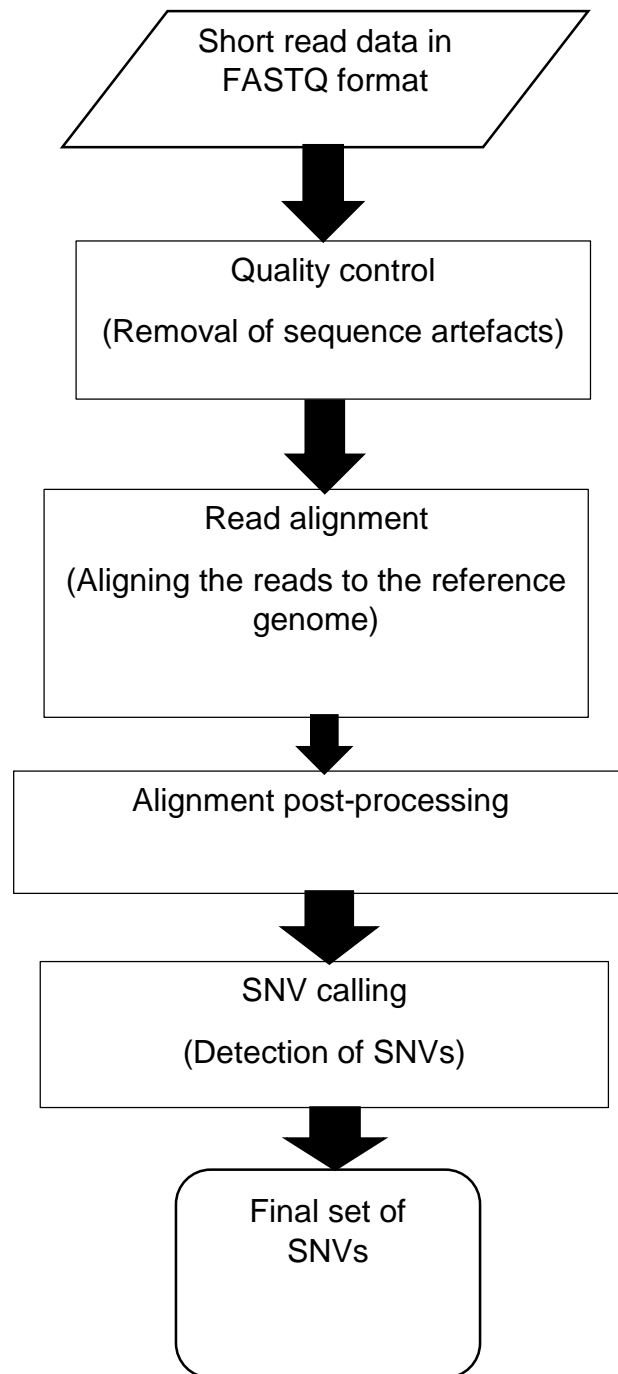 Short read data in
FASTQ format
Quality control
(Removal of sequence artefacts)
Read alignment
(Aligning the reads to the reference
genome)
Alignment post-processing
SNV calling
(Detection of SNVs)
Final set of
SNVs